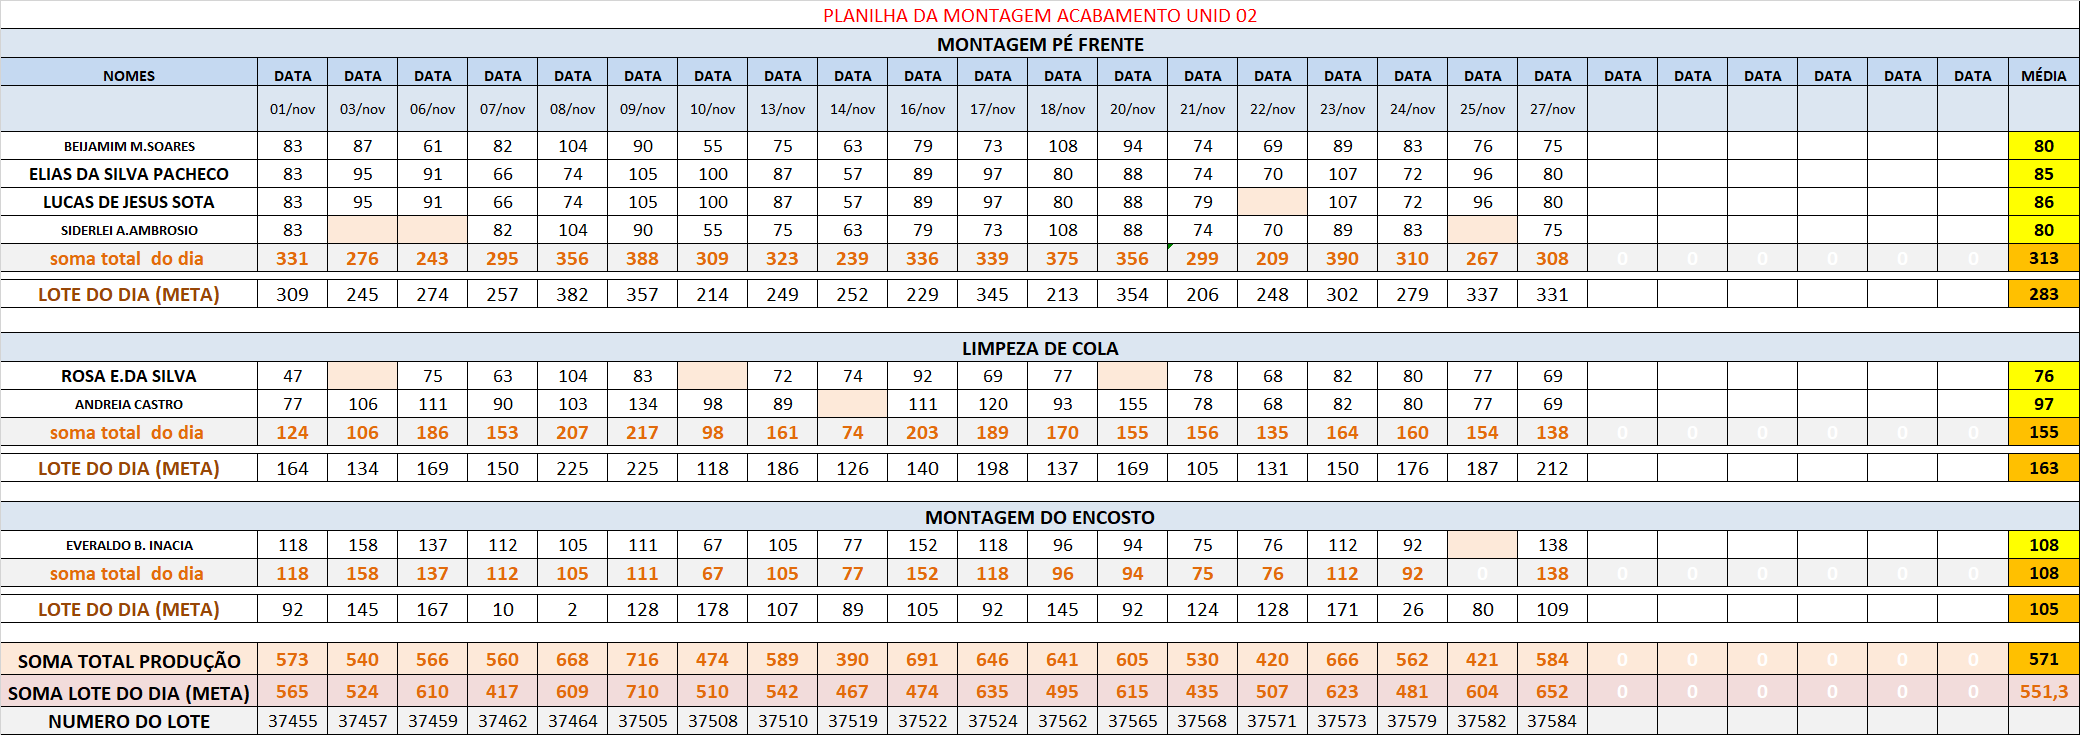 PLANILHA DA MONTAGEM ACABAMENTO UNID 02
MONTAGEM PÉ FRENTE
NOMES DATA DATA DATA DATA DATA DATA DATA DATA DATA DATA DATA DATA DATA DATA DATA DATA DATA DATA DATA DATA DATA DATA DATA DATA DATA MÉDIA
01/nov 03/nov 06/nov 07/nov 08/nov 09/nov 10/nov 13/nov 14/nov 16/nov 17/nov 18/nov 20/nov 21/nov 22/nov 23/nov 24/nov 25/nov 27/nov
BEIJAMIM M.SOARES 83 87 61 82 104 90 55 75 63 79 73 108 94 74 69 89 83 76 75 80
ELIAS DA SILVA PACHECO 83 95 91 66 74 105 100 87 57 89 97 80 88 74 70 107 72 96 80 85
LUCAS DE JESUS SOTA 83 95 91 66 74 105 100 87 57 89 97 80 88 79 107 72 96 80 86
SIDERLEI A.AMBROSIO 83 82 104 90 55 75 63 79 73 108 88 74 70 89 83 75 80
soma total do dia 331 276 243 295 356 388 309 323 239 336 339 375 356 299 209 390 310 267 308 0 0 0 0 0 0 313
LOTE DO DIA (META) 309 245 274 257 382 357 214 249 252 229 345 213 354 206 248 302 279 337 331 283
LIMPEZA DE COLA
ROSA E.DA SILVA 47 75 63 104 83 72 74 92 69 77 78 68 82 80 77 69 76
ANDREIA CASTRO 77 106 111 90 103 134 98 89 111 120 93 155 78 68 82 80 77 69 97
soma total do dia 124 106 186 153 207 217 98 161 74 203 189 170 155 156 135 164 160 154 138 0 0 0 0 0 0 155
LOTE DO DIA (META) 164 134 169 150 225 225 118 186 126 140 198 137 169 105 131 150 176 187 212 163
MONTAGEM DO ENCOSTO
EVERALDO B. INACIA 118 158 137 112 105 111 67 105 77 152 118 96 94 75 76 112 92 138 108
soma total do dia 118 158 137 112 105 111 67 105 77 152 118 96 94 75 76 112 92 0 138 0 0 0 0 0 0 108
LOTE DO DIA (META) 92 145 167 10 2 128 178 107 89 105 92 145 92 124 128 171 26 80 109 105
SOMA TOTAL PRODUÇÃO 573 540 566 560 668 716 474 589 390 691 646 641 605 530 420 666 562 421 584 0 0 0 0 0 0 571
SOMA LOTE DO DIA (META) 565 524 610 417 609 710 510 542 467 474 635 495 615 435 507 623 481 604 652 0 0 0 0 0 0 551,3
NUMERO DO LOTE 37455 37457 37459 37462 37464 37505 37508 37510 37519 37522 37524 37562 37565 37568 37571 37573 37579 37582 37584